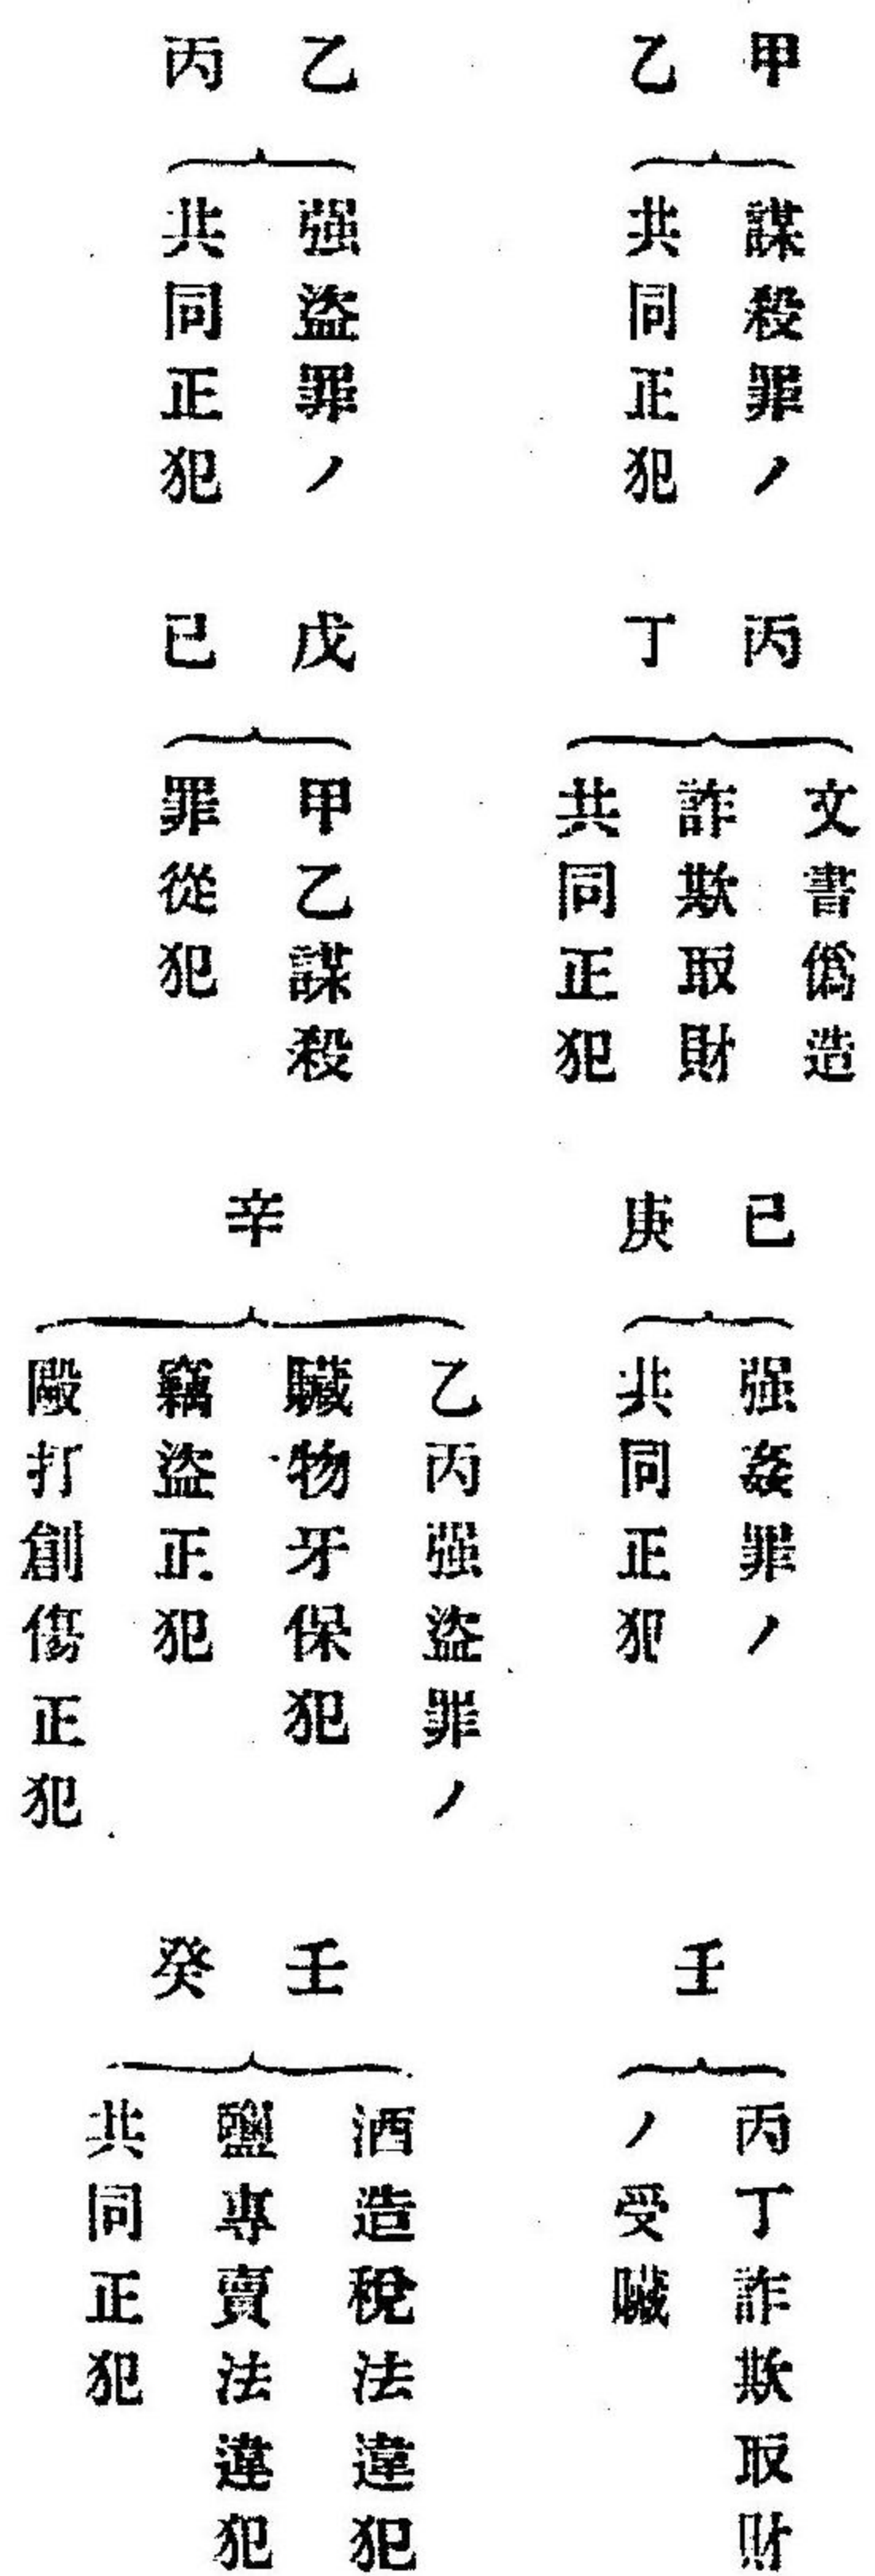 甲
乙
謀殺罪ノ
共同正犯
丙
丁
文書僞造
詐欺取財
共同正犯
已
庚
强姦罪ノ
共同正犯
壬
丙丁詐欺取財
ノ受贓
乙
丙
强盜罪ノ
共同正犯
戊
已
甲乙謀殺
罪從犯
辛
乙丙强盜罪ノ
贓物牙保犯
竊盜正犯
毆打創傷正犯
壬
癸
酒造稅法違犯
鹽專賣法違犯
共同正犯